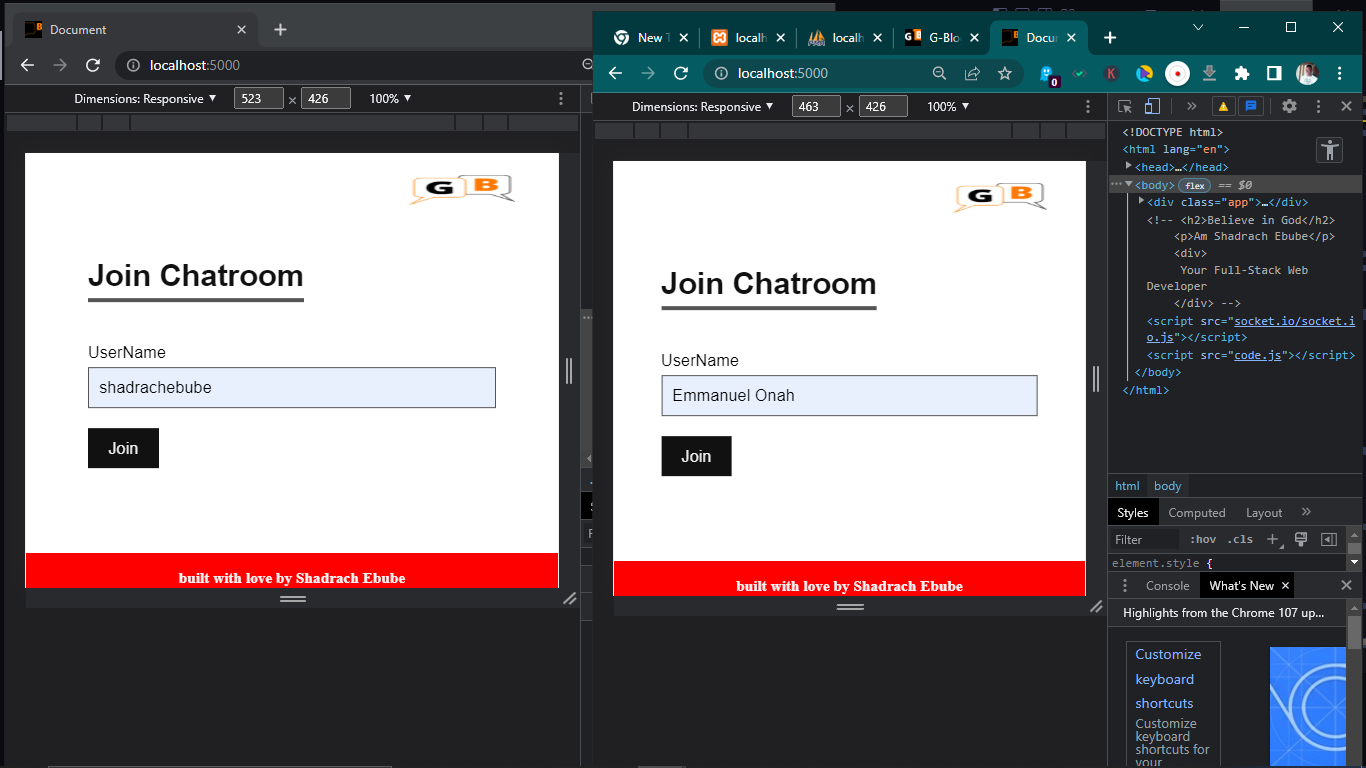 Document
localhost:5000
Dimensions: Responsive
523
×
426
100%
G B
Join Chatroom
UserName
shadrachebube
Join
built with love by Shadrach Ebube
New T
localh
localh
G-Blo
Docu
localhost:5000
K
0
Dimensions: Responsive
463
×
426
100%
G B
Join Chatroom
UserName
Emmanuel Onah
Join
built with love by Shadrach Ebube
<!DOCTYPE html>
<html lang="en">
<head>…</head>
<body> flex == $0
<div class="app">…</div>
<!-- <h2>Believe in God</h2>
<p>Am Shadrach Ebube</p>
<div>
Your Full-Stack Web
Developer
</div> -->
<script src="socket.io/socket.i
o.js"></script>
<script src="code.js"></script>
</body>
</html>
html body
Styles Computed Layout
Filter :hov .cls
element.style {
Console What's New
Highlights from the Chrome 107 up...
Customize
keyboard
shortcuts
Customize
keyboard
shortcuts for
your